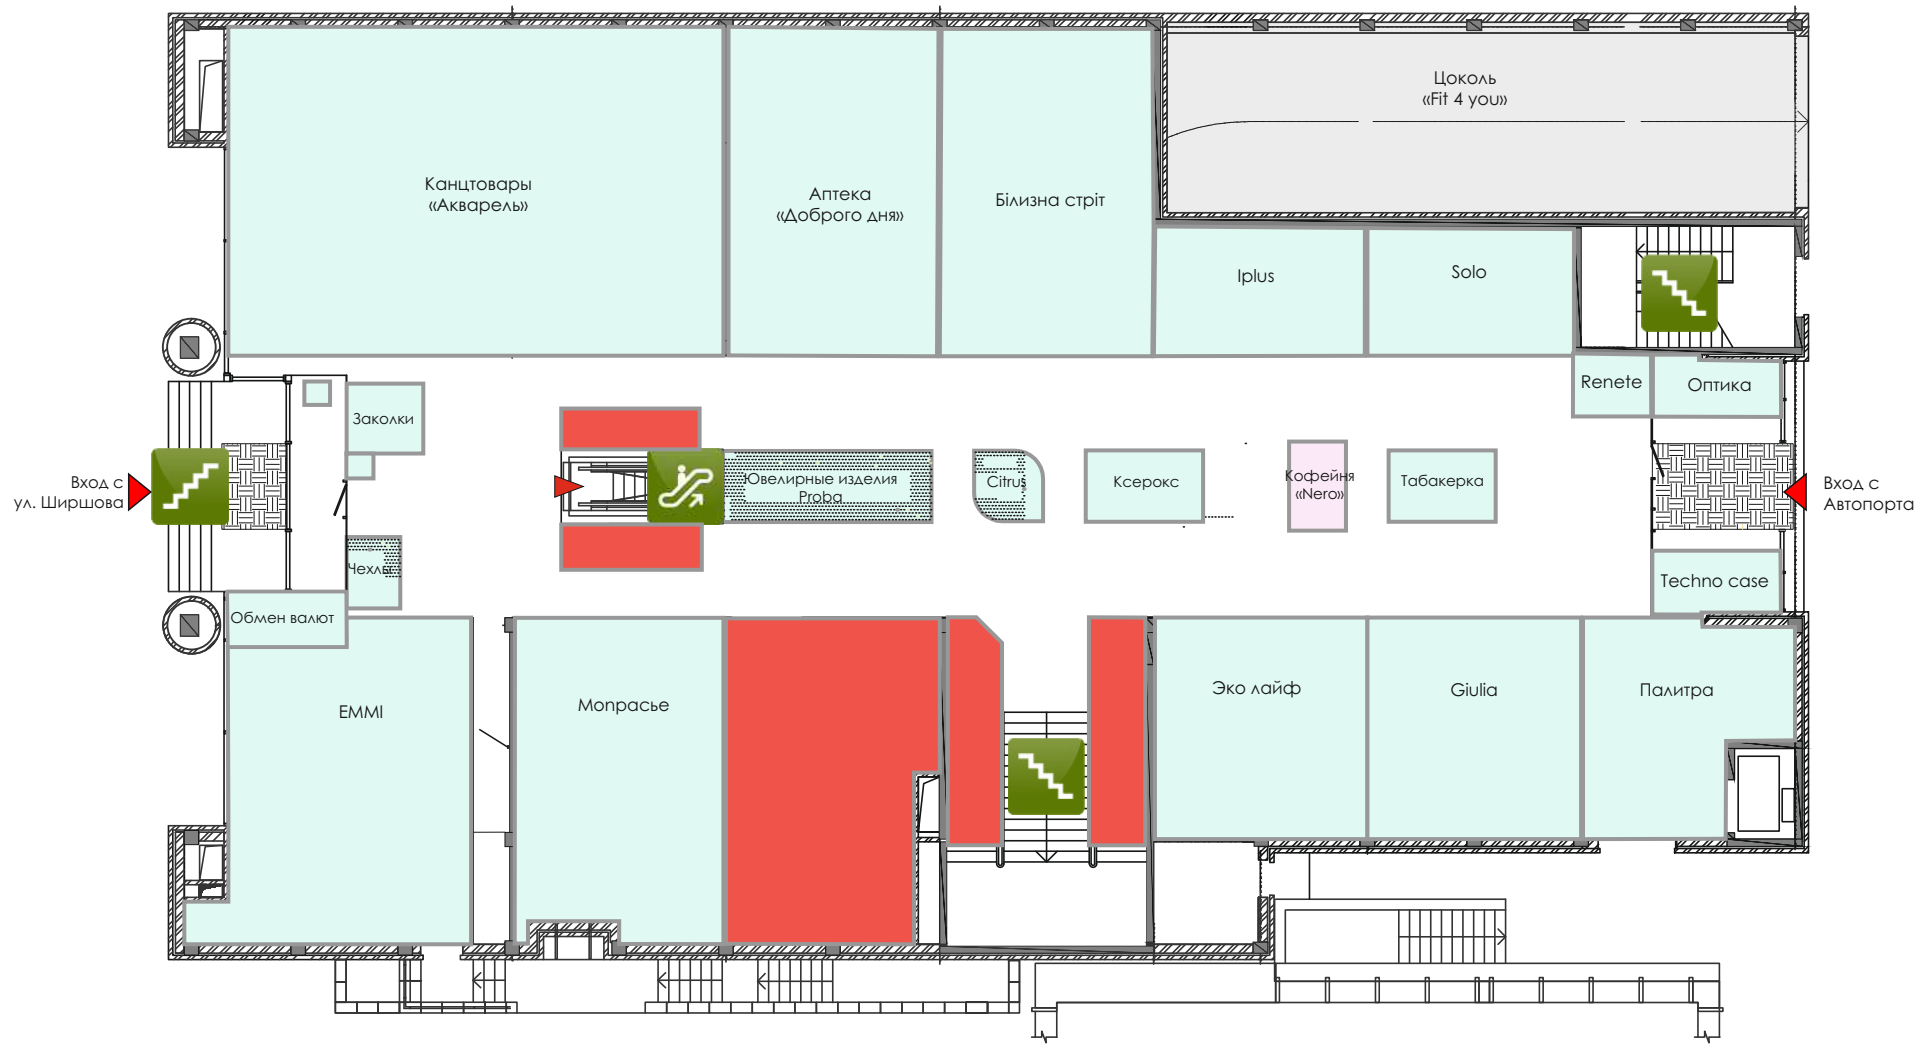 Цоколь
«Fit 4 you»
Канцтовары
«Акварель»
Аптека
«Доброго дня»
Білизна стріт
Iplus
Solo
Renete
Оптика
Заколки
Вход с
ул. Ширшова
Ювелирные изделия
Proba
Citrus
Ксерокс
Кофейня
«Nero»
Табакерка
Вход с
Автопорта
Чехлы
Techno case
Обмен валют
EMMI
Монрасье
Эко лайф
Giulia
Палитра